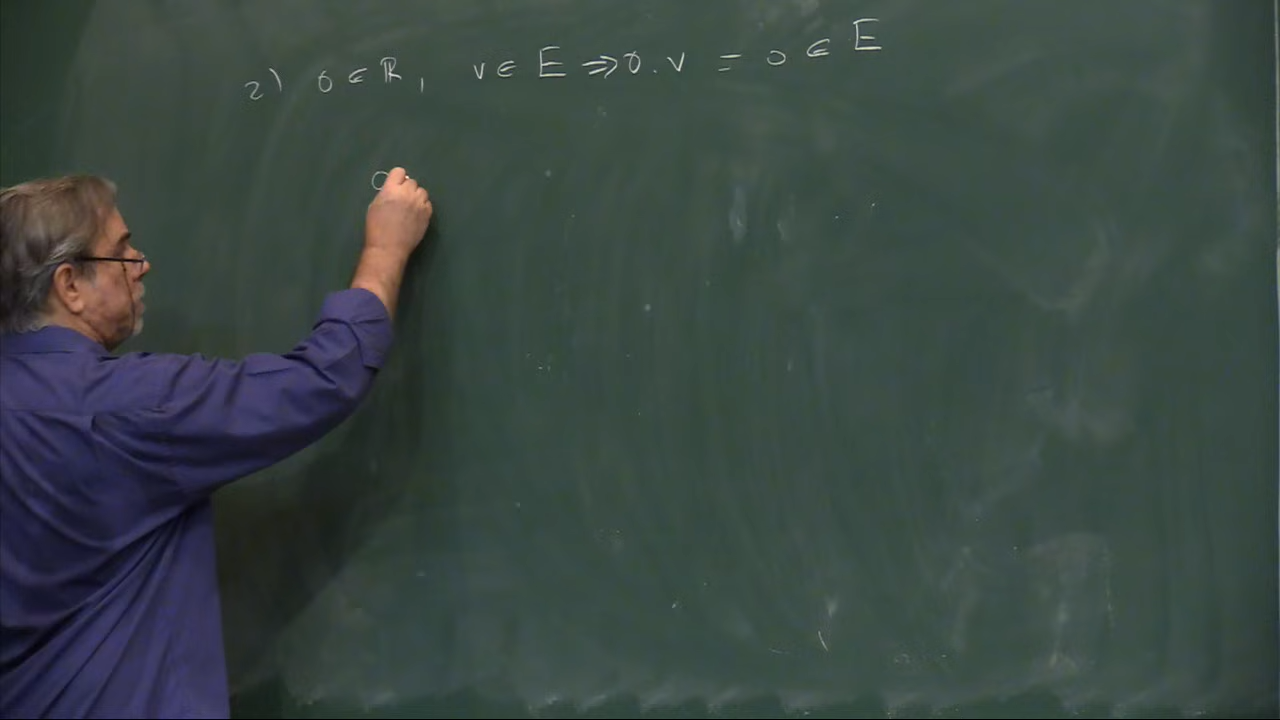 2) 0 ∈ ℝ, v ∈ E ⇒ 0.v = 0 ∈ E
0